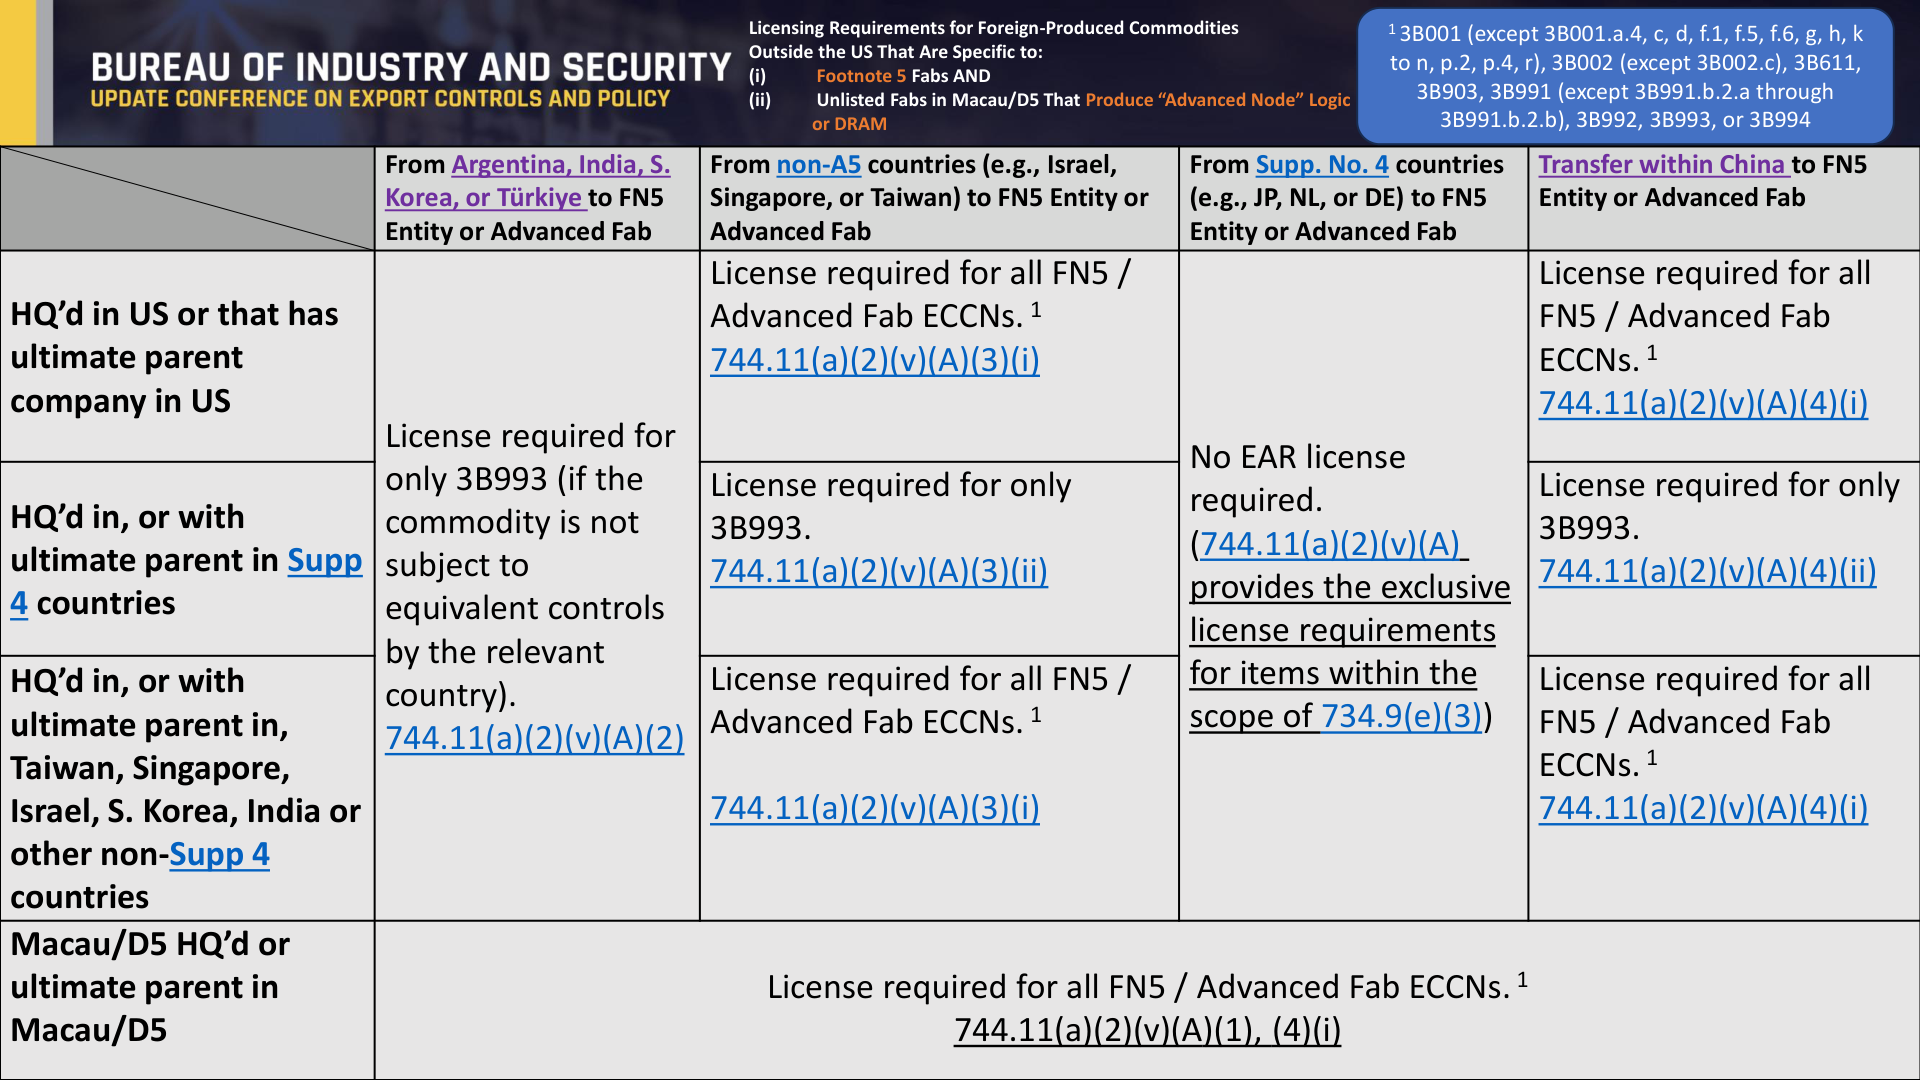 BUREAU OF INDUSTRY AND SECURITY
UPDATE CONFERENCE ON EXPORT CONTROLS AND POLICY
Licensing Requirements for Foreign-Produced Commodities
Outside the US That Are Specific to:
(i) Footnote 5 Fabs AND
(ii) Unlisted Fabs in Macau/D5 That Produce “Advanced Node” Logic
or DRAM
1 3B001 (except 3B001.a.4, c, d, f.1, f.5, f.6, g, h, k
to n, p.2, p.4, r), 3B002 (except 3B002.c), 3B611,
3B903, 3B991 (except 3B991.b.2.a through
3B991.b.2.b), 3B992, 3B993, or 3B994
From Argentina, India, S.
Korea, or Türkiye to FN5
Entity or Advanced Fab
From non-A5 countries (e.g., Israel,
Singapore, or Taiwan) to FN5 Entity or
Advanced Fab
From Supp. No. 4 countries
(e.g., JP, NL, or DE) to FN5
Entity or Advanced Fab
Transfer within China to FN5
Entity or Advanced Fab
HQ’d in US or that has
ultimate parent
company in US
License required for
only 3B993 (if the
commodity is not
subject to
equivalent controls
by the relevant
country).
744.11(a)(2)(v)(A)(2)
License required for all FN5 /
Advanced Fab ECCNs. 1
744.11(a)(2)(v)(A)(3)(i)
No EAR license
required.
(744.11(a)(2)(v)(A)
provides the exclusive
license requirements
for items within the
scope of 734.9(e)(3))
License required for all
FN5 / Advanced Fab
ECCNs. 1
744.11(a)(2)(v)(A)(4)(i)
HQ’d in, or with
ultimate parent in Supp
4 countries
License required for only
3B993.
744.11(a)(2)(v)(A)(3)(ii)
License required for only
3B993.
744.11(a)(2)(v)(A)(4)(ii)
HQ’d in, or with
ultimate parent in,
Taiwan, Singapore,
Israel, S. Korea, India or
other non-Supp 4
countries
License required for all FN5 /
Advanced Fab ECCNs. 1
744.11(a)(2)(v)(A)(3)(i)
License required for all
FN5 / Advanced Fab
ECCNs. 1
744.11(a)(2)(v)(A)(4)(i)
Macau/D5 HQ’d or
ultimate parent in
Macau/D5
License required for all FN5 / Advanced Fab ECCNs. 1
744.11(a)(2)(v)(A)(1), (4)(i)